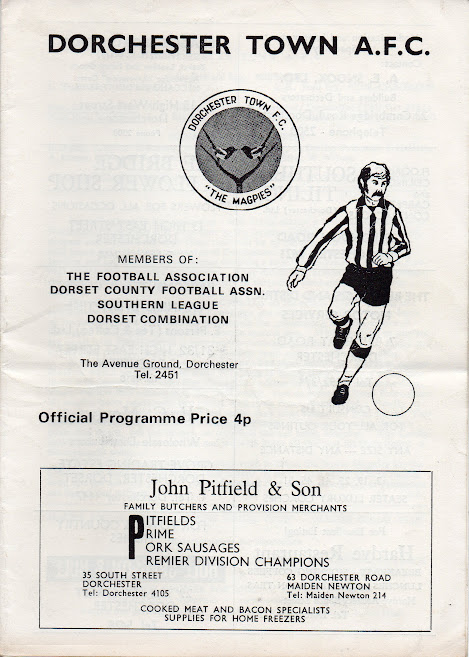 DORCHESTER TOWN A.F.C.
DORCHESTER TOWN F.C.
"THE MAGPIES"
MEMBERS OF:
THE FOOTBALL ASSOCIATION
DORSET COUNTY FOOTBALL ASSN.
SOUTHERN LEAGUE
DORSET COMBINATION
The Avenue Ground, Dorchester
Tel. 2451
Official Programme Price 4p
John Pitfield & Son
FAMILY BUTCHERS AND PROVISION MERCHANTS
PITFIELDS
PRIME
PORK SAUSAGES
PREMIER DIVISION CHAMPIONS
35 SOUTH STREET
DORCHESTER
Tel: Dorchester 4105
63 DORCHESTER ROAD
MAIDEN NEWTON
Tel: Maiden Newton 214
COOKED MEAT AND BACON SPECIALISTS
SUPPLIES FOR HOME FREEZERS